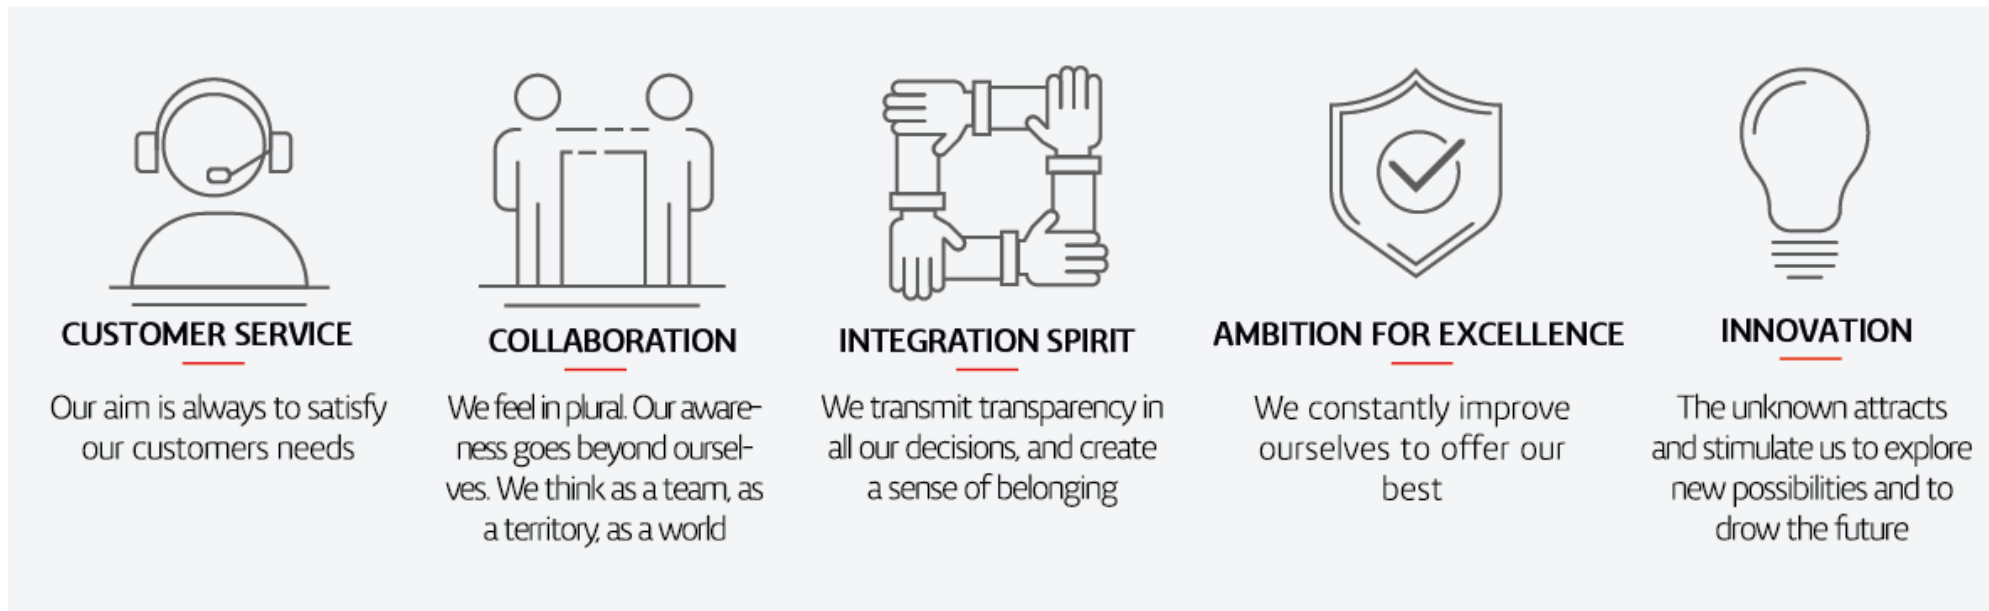 CUSTOMER SERVICE
Our aim is always to satisfy
our customers needs
COLLABORATION
We feel in plural. Our aware-
ness goes beyond oursel-
ves. We think as a team, as
a territory, as a world
INTEGRATION SPIRIT
We transmit transparency in
all our decisions, and create
a sense of belonging
AMBITION FOR EXCELLENCE
We constantly improve
ourselves to offer our
best
INNOVATION
The unknown attracts
and stimulate us to explore
new possibilities and to
drow the future